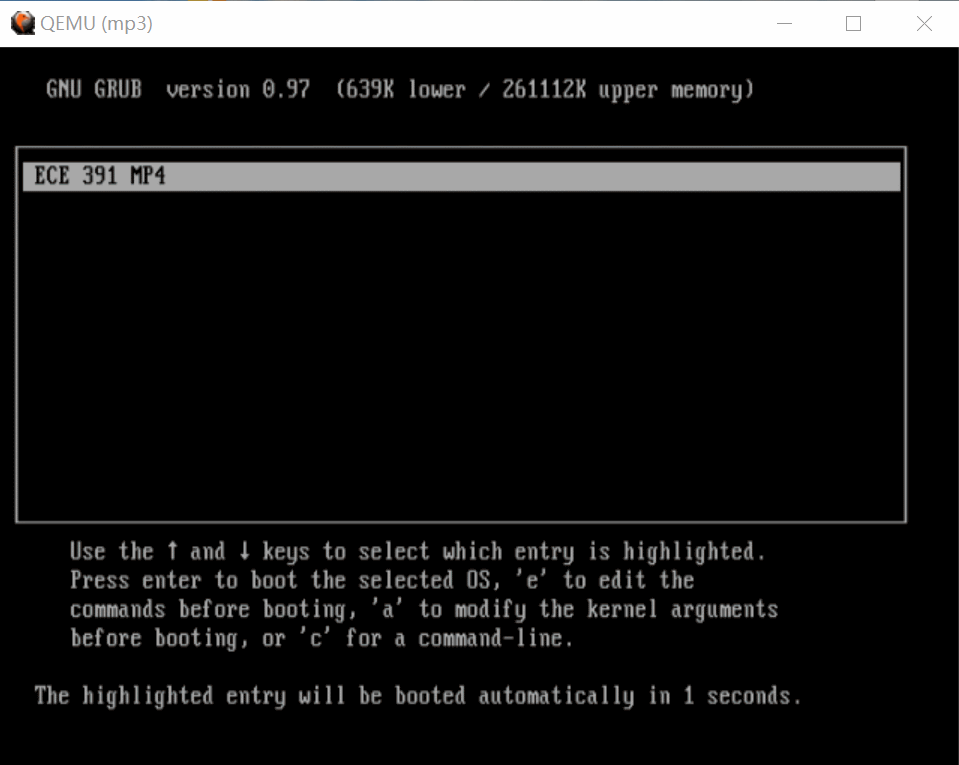 QEMU (mp3)
GNU GRUB version 0.97 (639K lower / 261112K upper memory)
ECE 391 MP4
Use the ↑ and ↓ keys to select which entry is highlighted.
Press enter to boot the selected OS, 'e' to edit the
commands before booting, 'a' to modify the kernel arguments
before booting, or 'c' for a command-line.
The highlighted entry will be booted automatically in 1 seconds.